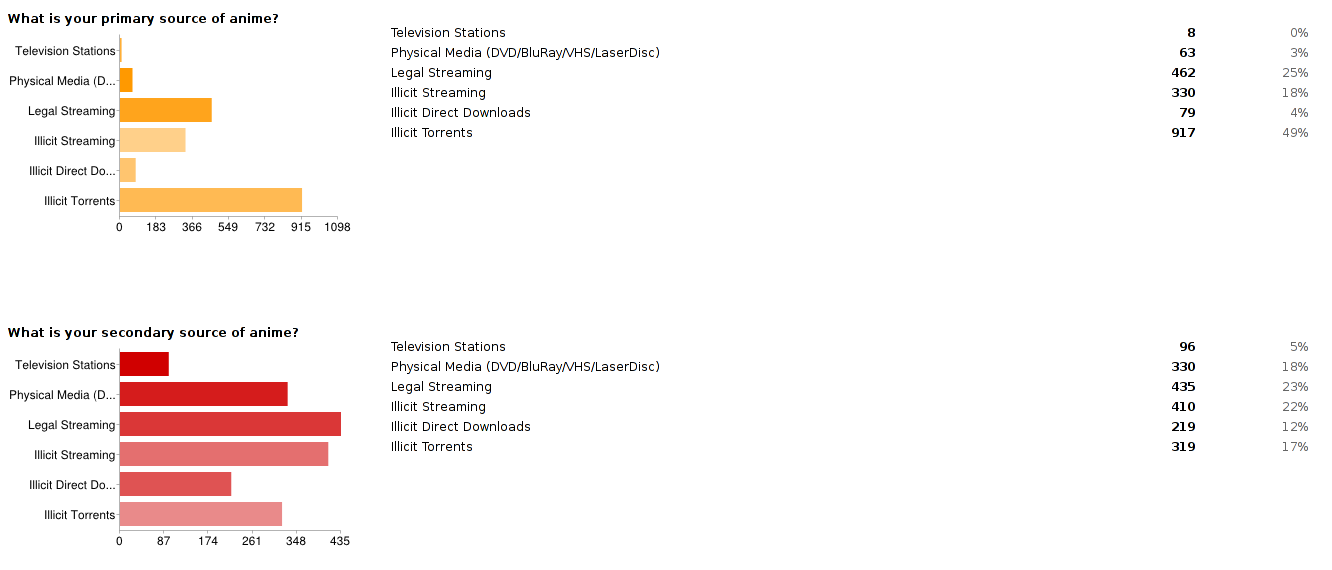 What is your primary source of anime?
Television Stations
Physical Media (D...
Legal Streaming
Illicit Streaming
Illicit Direct Do...
Illicit Torrents
0 183 366 549 732 915 1098
Television Stations 8 0%
Physical Media (DVD/BluRay/VHS/LaserDisc) 63 3%
Legal Streaming 462 25%
Illicit Streaming 330 18%
Illicit Direct Downloads 79 4%
Illicit Torrents 917 49%
What is your secondary source of anime?
Television Stations
Physical Media (D...
Legal Streaming
Illicit Streaming
Illicit Direct Do...
Illicit Torrents
0 87 174 261 348 435
Television Stations 96 5%
Physical Media (DVD/BluRay/VHS/LaserDisc) 330 18%
Legal Streaming 435 23%
Illicit Streaming 410 22%
Illicit Direct Downloads 219 12%
Illicit Torrents 319 17%